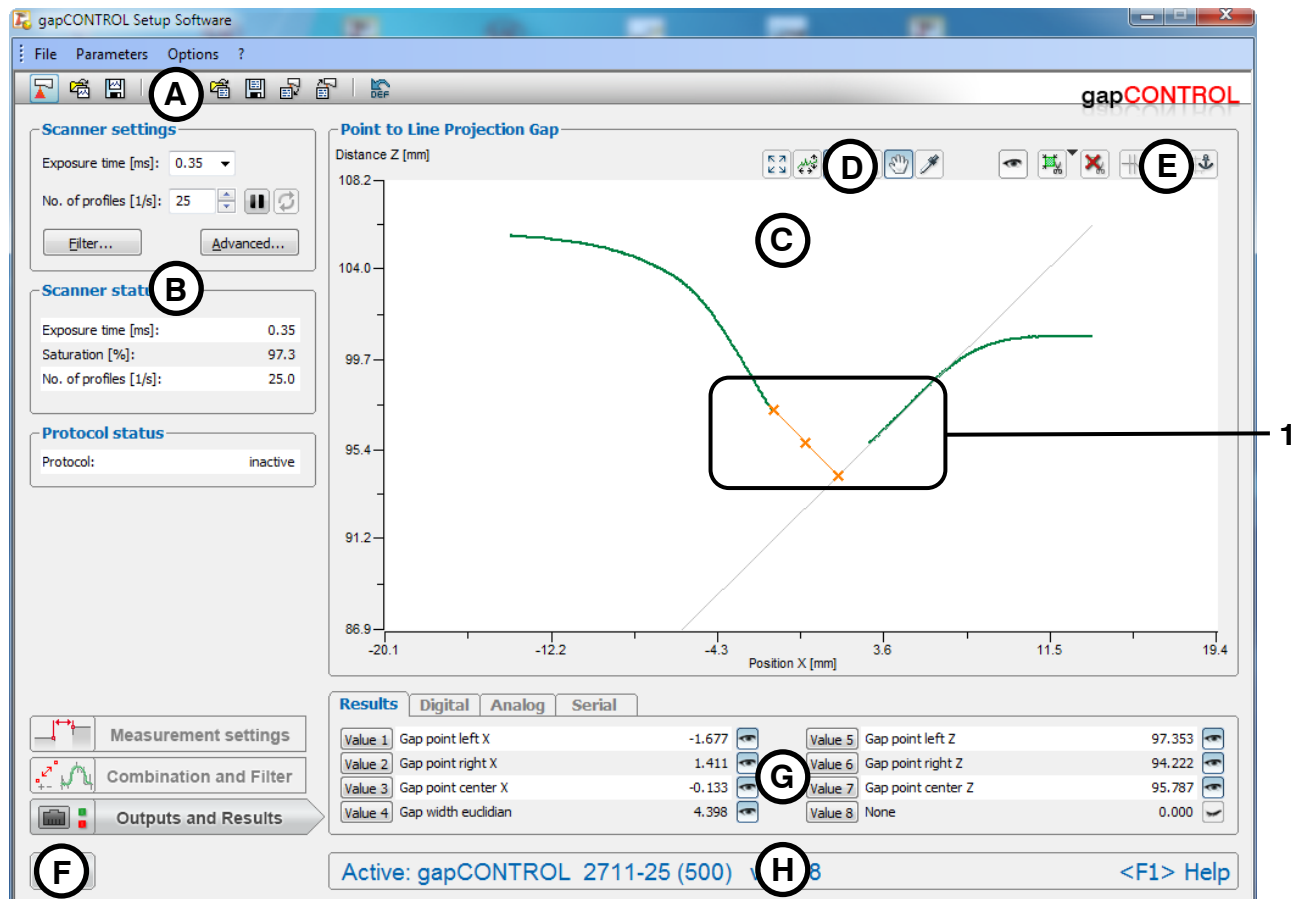 gapCONTROL Setup Software
File Parameters Options ?
A
DEF
gapCONTROL
Scanner settings
Exposure time [ms]: 0.35
No. of profiles [1/s]: 25
Filter... Advanced...
B
Exposure time [ms]: 0.35
Saturation [%]: 97.3
No. of profiles [1/s]: 25.0
Protocol status
Protocol: inactive
Point to Line Projection Gap
Distance Z [mm]
D
E
C
108.2
104.0
99.7
95.4
91.2
86.9
-20.1 -12.2 -4.3 3.6 11.5 19.4
Position X [mm]
1
Measurement settings
Combination and Filter
Outputs and Results
F
Results Digital Analog Serial
Value 1 Gap point left X -1.677 Value 5 Gap point left Z 97.353
Value 2 Gap point right X 1.411 Value 6 Gap point right Z 94.222
Value 3 Gap point center X -0.133 Value 7 Gap point center Z 95.787
Value 4 Gap width euclidian 4.398 Value 8 None 0.000
G
Active: gapCONTROL 2711-25 (500)
H
<F1> Help